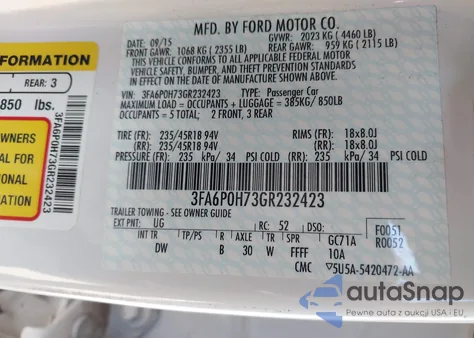 MFD. BY FORD MOTOR CO.
DATE: 09/15 GVWR: 2023 KG ( 4460 LB)
FRONT GAWR: 1068 KG ( 2355 LB) REAR GAWR: 959 KG ( 2115 LB)
THIS VEHICLE CONFORMS TO ALL APPLICABLE FEDERAL MOTOR VEHICLE
SAFETY, BUMPER, AND THEFT PREVENTION STANDARDS
IN EFFECT ON THE DATE OF MANUFACTURE SHOWN ABOVE.
VIN: 3FA6P0H73GR232423 TYPE: Passenger Car
MAXIMUM LOAD = OCCUPANTS + LUGGAGE = 385KG/ 850LB
OCCUPANTS = 5 TOTAL; 2 FRONT, 3 REAR
TIRE (FR): 235/45R18 94V RIMS (FR): 18x8.0J
(RR): 235/45R18 94V (RR): 18x8.0J
PRESSURE (FR): 235 kPa/ 34 PSI COLD (RR): 235 kPa/ 34 PSI COLD
3FA6P0H73GR232423
TRAILER TOWING - SEE OWNER GUIDE
EXT PNT: UG RC: 52 DSO: F0051
R0052
INT TR TP/PS R AXLE TR SPR GC71A
DW B 30 W FFFF 10A
CMC 5U5A-5420472-AA
FORMATION
REAR: 3
850 lbs.
OWNERS
AL FOR
ONAL
ATION
3FA6P0H73GR232423
autoSnap
Pewne zakupy aut z aukcji USA - EU